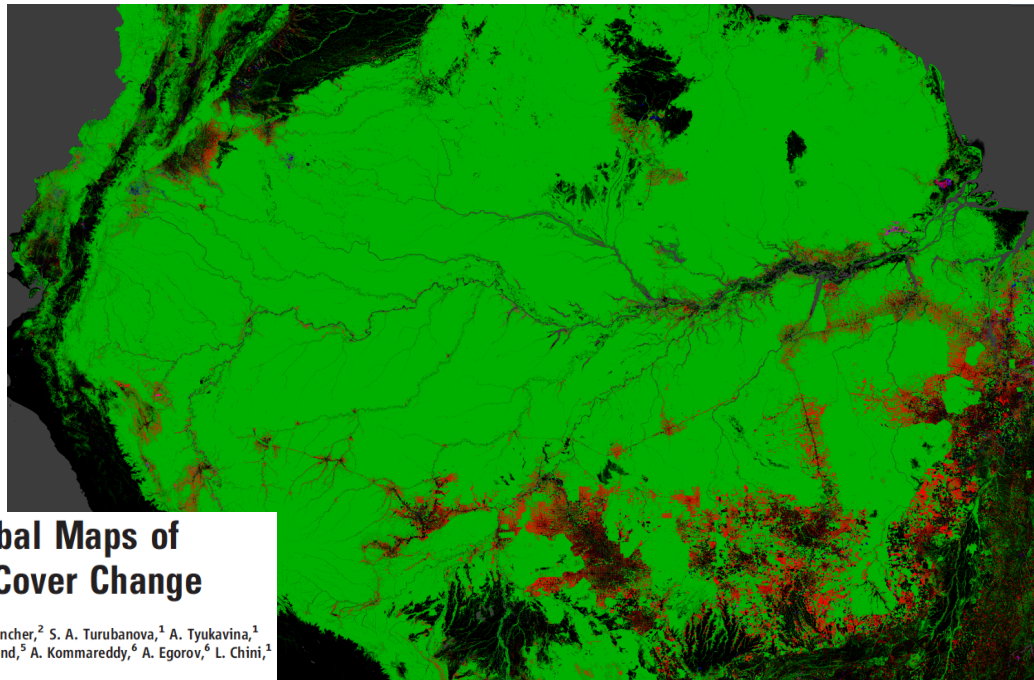 bal Maps of
Cover Change
ncher,² S. A. Turubanova,¹ A. Tyukavina,¹
nd,⁵ A. Kommareddy,⁶ A. Egorov,⁶ L. Chini,¹